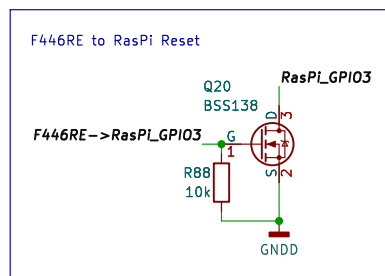 F446RE to RasPi Reset
RasPi_GPIO3
Q20
BSS138
D
3
F446RE->RasPi_GPIO3
G
1
S
2
R88
10k
GNDD